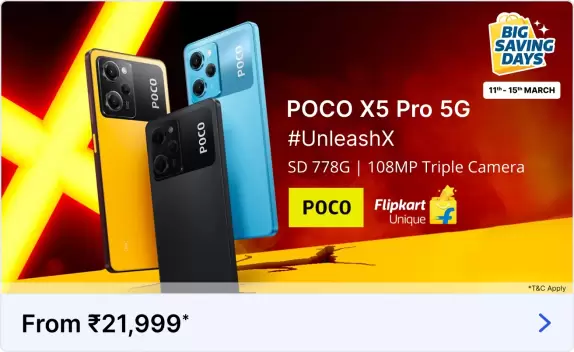 BIG
SAVING
DAYS
11th - 15th MARCH
POCO
POCO
POCO
POCO X5 Pro 5G
#UnleashX
SD 778G | 108MP Triple Camera
POCO
Flipkart
Unique
*T&C Apply
From ₹21,999*